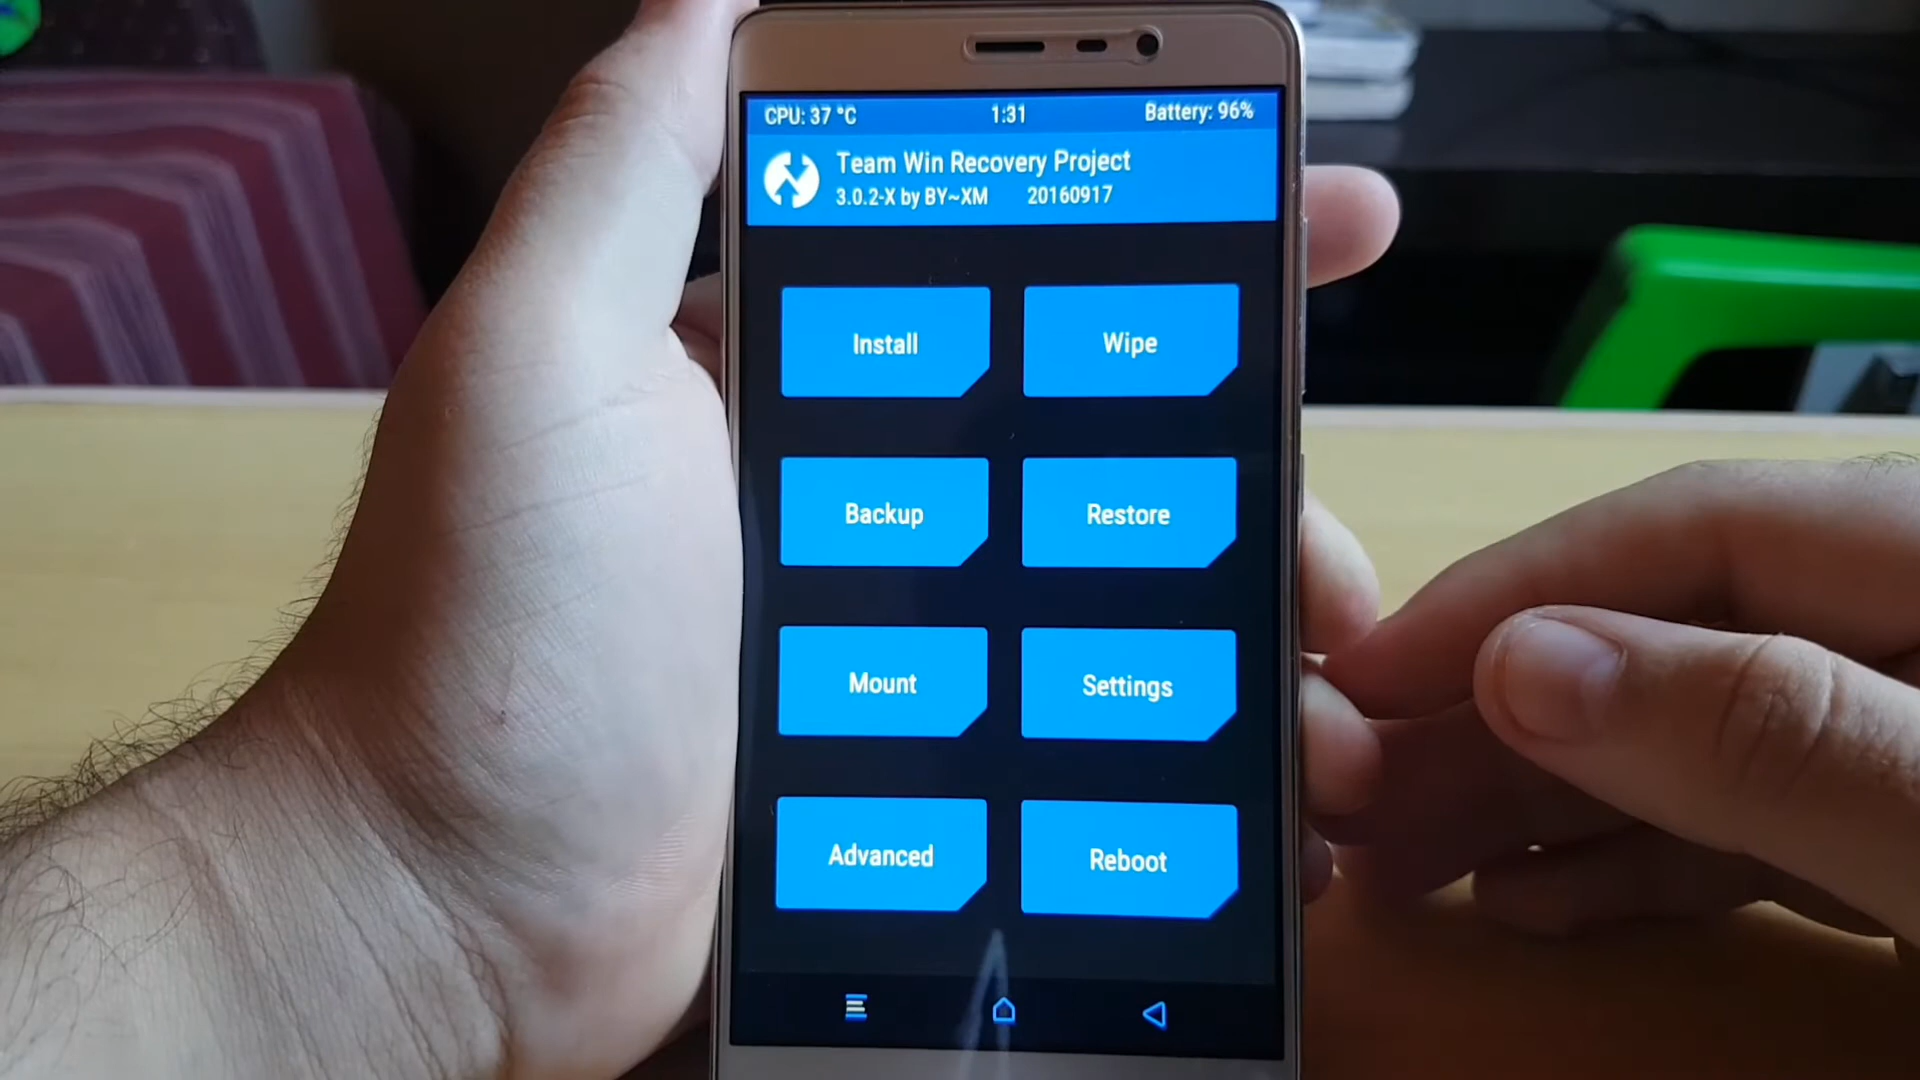 CPU: 37 °C 1:31 Battery: 96%
Team Win Recovery Project
3.0.2-X by BY~XM 20160917
Install Wipe
Backup Restore
Mount Settings
Advanced Reboot